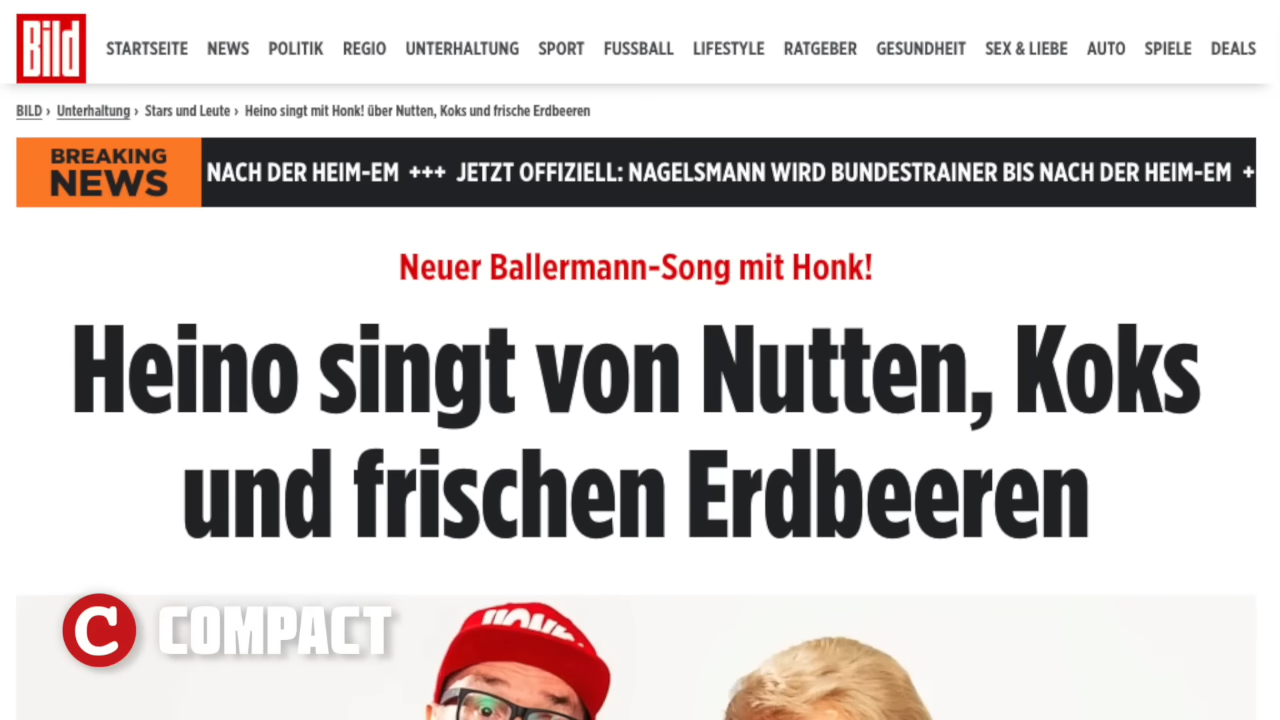 Bild
STARTSEITE NEWS POLITIK REGIO UNTERHALTUNG SPORT FUSSBALL LIFESTYLE RATGEBER GESUNDHEIT SEX & LIEBE AUTO SPIELE DEALS
BILD › Unterhaltung › Stars und Leute › Heino singt mit Honk! über Nutten, Koks und frische Erdbeeren
BREAKING
NEWS
NACH DER HEIM-EM +++ JETZT OFFIZIELL: NAGELSMANN WIRD BUNDESTRAINER BIS NACH DER HEIM-EM +
Neuer Ballermann-Song mit Honk!
Heino singt von Nutten, Koks
und frischen Erdbeeren
C COMPACT
HONK!